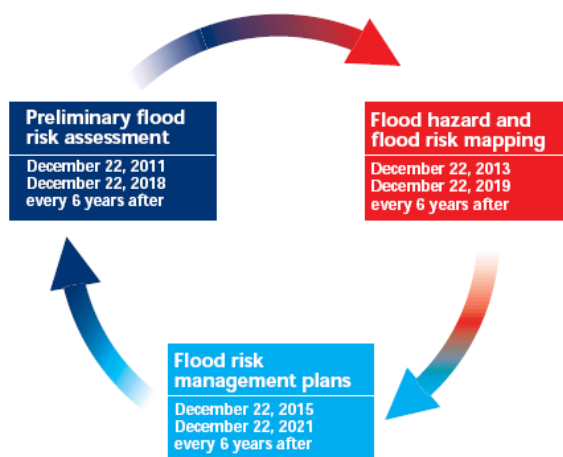 Preliminary flood
risk assessment
December 22, 2011
December 22, 2018
every 6 years after
Flood hazard and
flood risk mapping
December 22, 2013
December 22, 2019
every 6 years after
Flood risk
management plans
December 22, 2015
December 22, 2021
every 6 years after